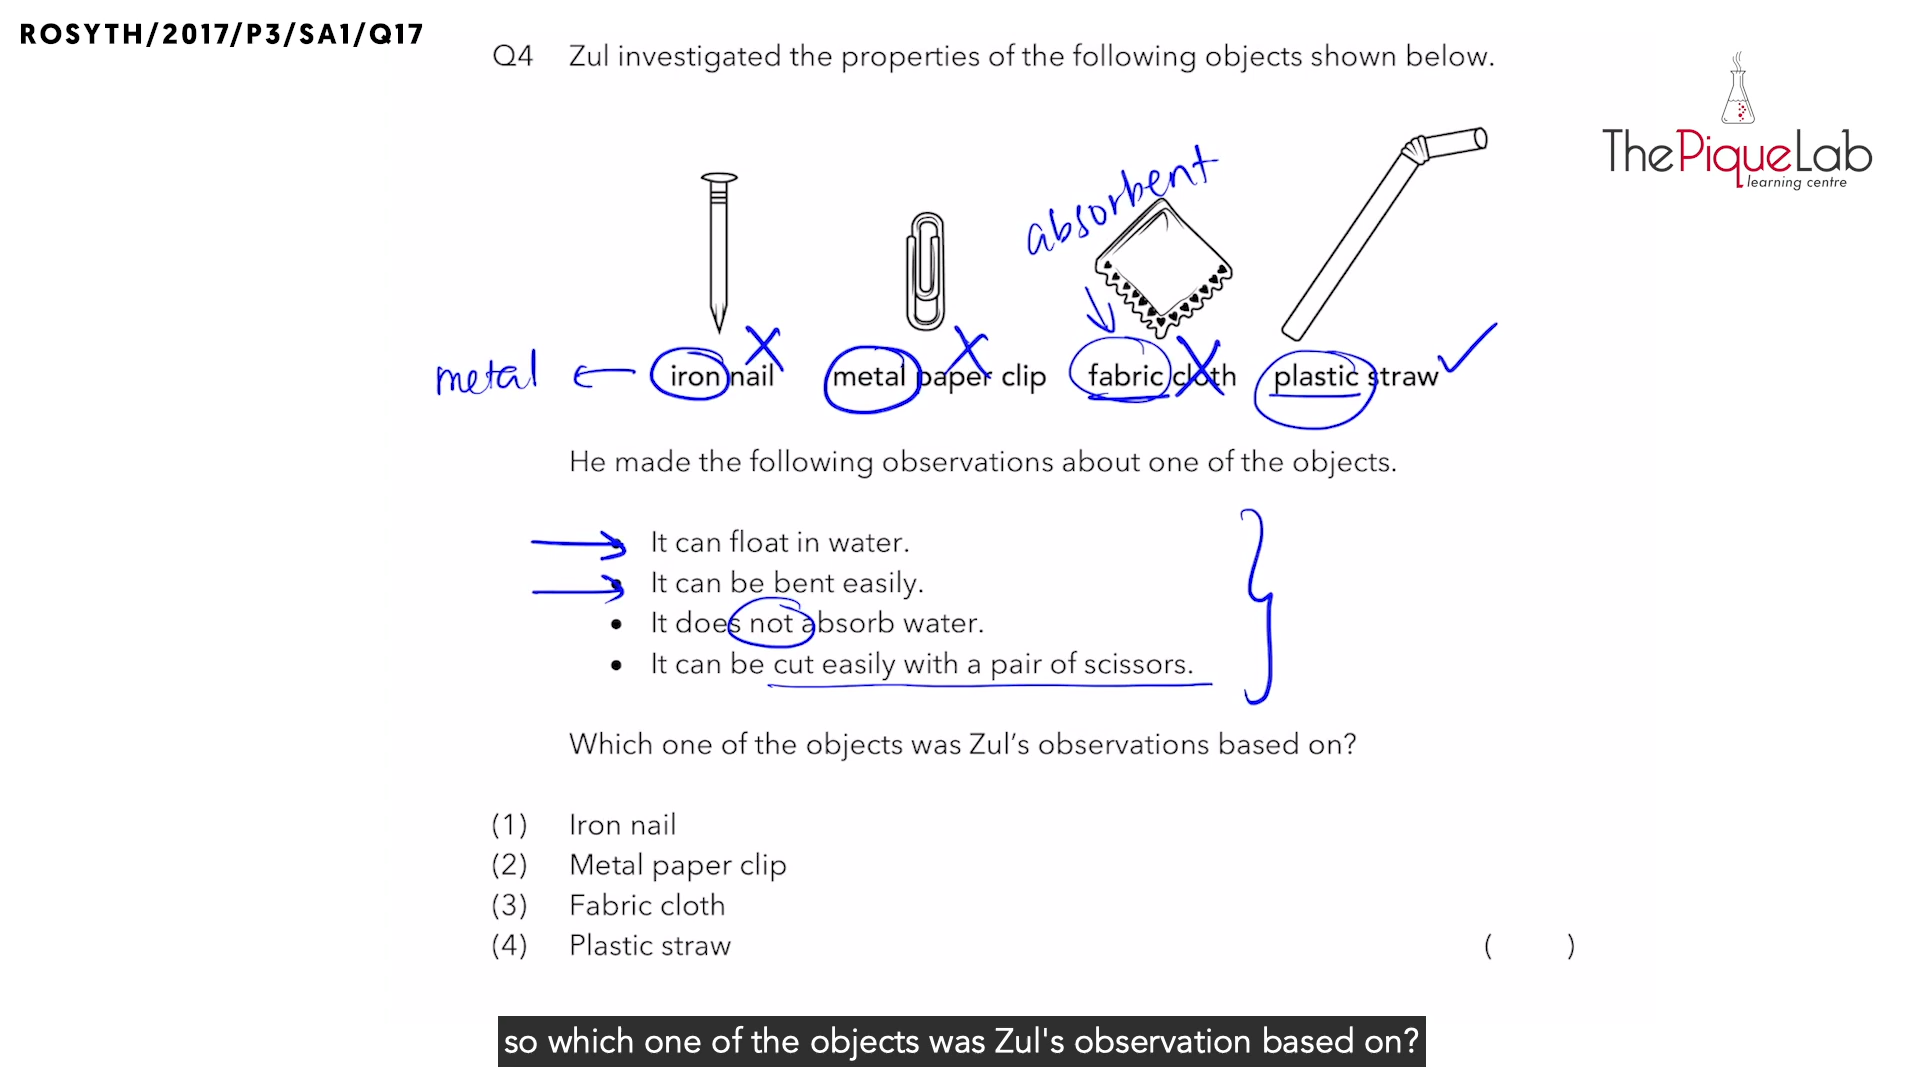 ROSYTH/2017/P3/SA1/Q17
Q4 Zul investigated the properties of the following objects shown below.
ThePiqueLab
learning centre
absorbent
metal
iron nail metal paper clip fabric cloth plastic straw
He made the following observations about one of the objects.
• It can float in water.
• It can be bent easily.
• It does not absorb water.
• It can be cut easily with a pair of scissors.
Which one of the objects was Zul’s observations based on?
(1) Iron nail
(2) Metal paper clip
(3) Fabric cloth
(4) Plastic straw ( )
so which one of the objects was Zul's observation based on?